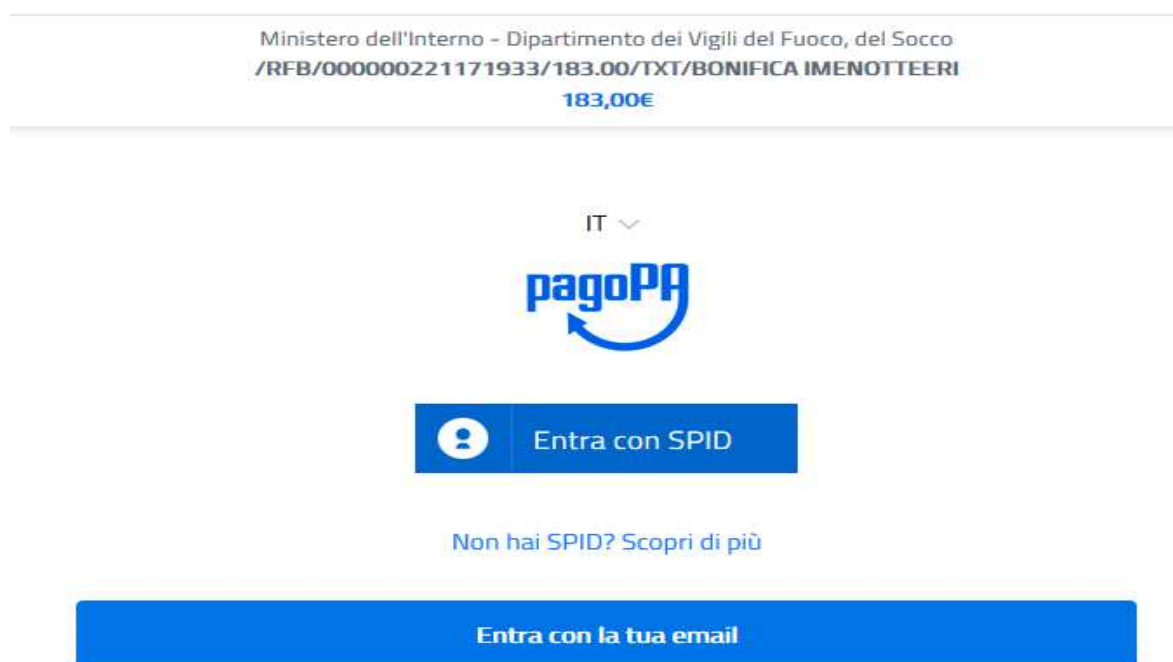 Ministero dell'Interno - Dipartimento dei Vigili del Fuoco, del Socco
/RFB/000000221171933/183.00/TXT/BONIFICA IMENOTTEERI
183,00€
IT
pagoPA
Entra con SPID
Non hai SPID? Scopri di più
Entra con la tua email